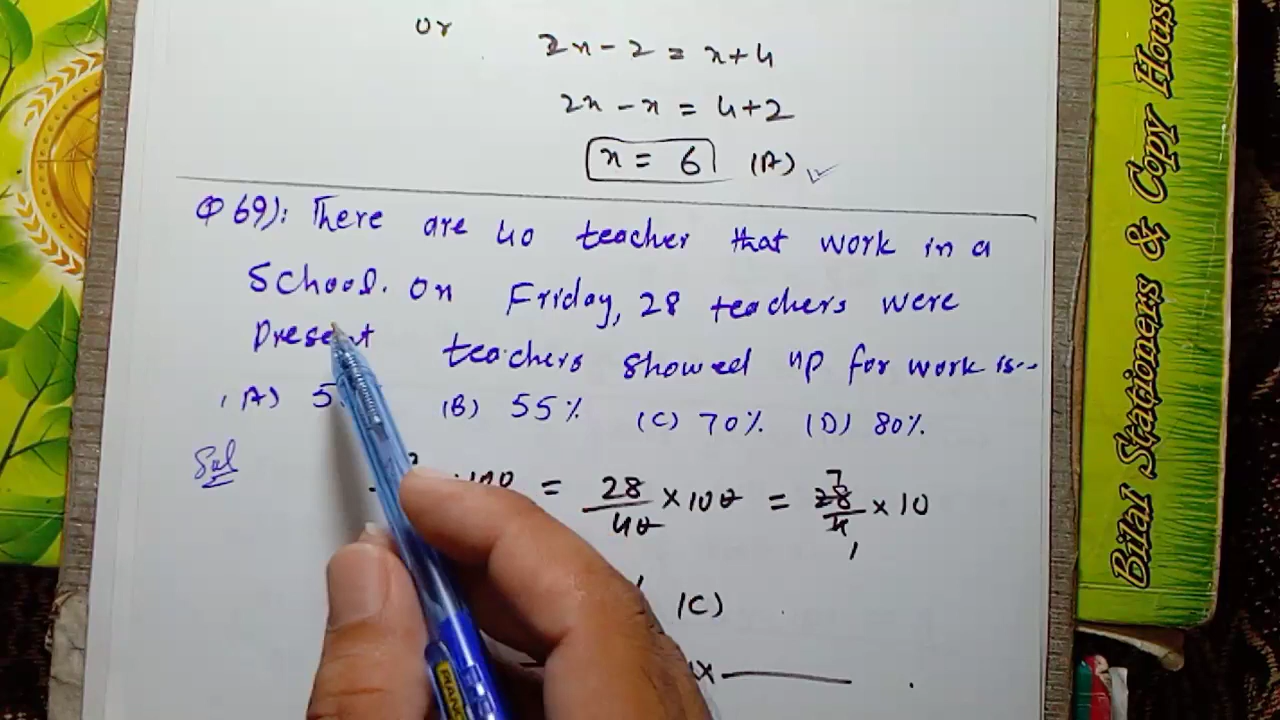 or
2x - 2 = x + 4
2x - x = 4 + 2
x = 6 (A)
Q 69): There are 40 teacher that work in a
School. On Friday, 28 teachers were
Present teachers showed up for work is--
(A) 5 (B) 55% (C) 70% (D) 80%
Sol
= 28/40 × 100 = 28/4 × 10
7
1
(C)
Bilal Stationers & Copy House
PIANO